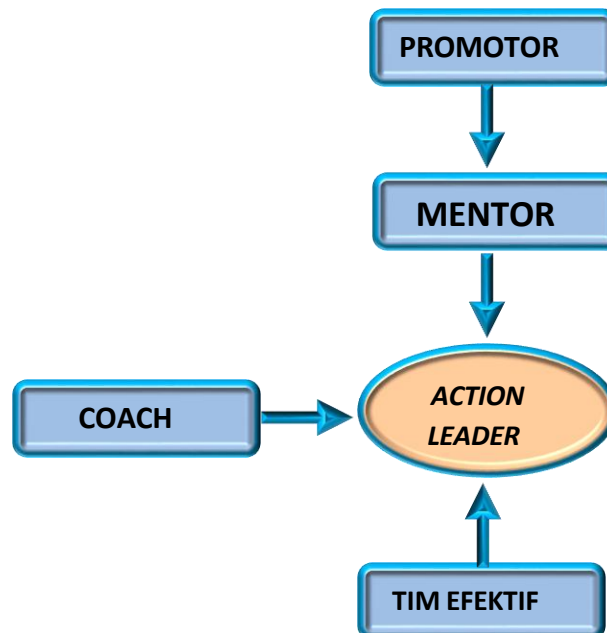 PROMOTOR
MENTOR
ACTION
LEADER
COACH
TIM EFEKTIF